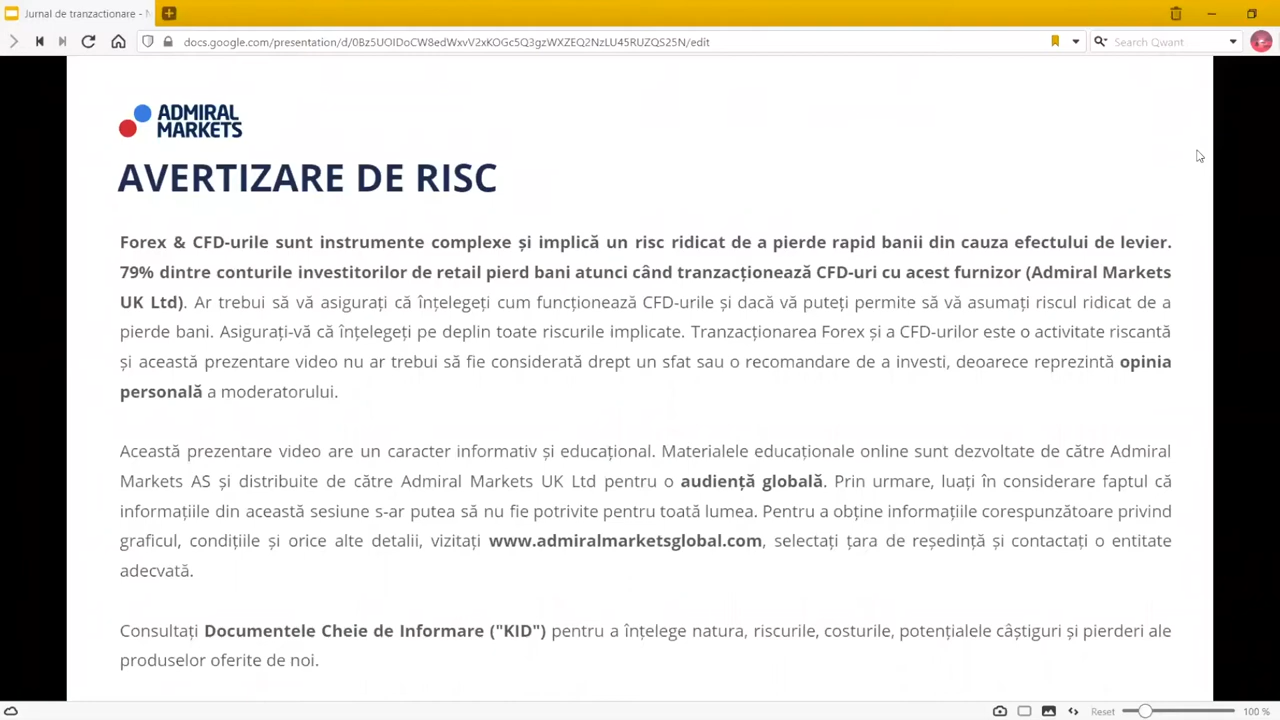 Jurnal de tranzactionare -
docs.google.com/presentation/d/0Bz5UOIDoCW8edWxvV2xKOGc5Q3gzWXZEQ2NzLU45RUZQS25N/edit
Search Qwant
ADMIRAL
MARKETS
AVERTIZARE DE RISC
Forex & CFD-urile sunt instrumente complexe și implică un risc ridicat de a pierde rapid banii din cauza efectului de levier.
79% dintre conturile investitorilor de retail pierd bani atunci când tranzacționează CFD-uri cu acest furnizor (Admiral Markets
UK Ltd). Ar trebui să vă asigurați că înțelegeți cum funcționează CFD-urile și dacă vă puteți permite să vă asumați riscul ridicat de a
pierde bani. Asigurați-vă că înțelegeți pe deplin toate riscurile implicate. Tranzacționarea Forex și a CFD-urilor este o activitate riscantă
și această prezentare video nu ar trebui să fie considerată drept un sfat sau o recomandare de a investi, deoarece reprezintă opinia
personală a moderatorului.
Această prezentare video are un caracter informativ și educațional. Materialele educaționale online sunt dezvoltate de către Admiral
Markets AS și distribuite de către Admiral Markets UK Ltd pentru o audiență globală. Prin urmare, luați în considerare faptul că
informațiile din această sesiune s-ar putea să nu fie potrivite pentru toată lumea. Pentru a obține informațiile corespunzătoare privind
graficul, condițiile și orice alte detalii, vizitați www.admiralmarketsglobal.com, selectați țara de reședință și contactați o entitate
adecvată.
Consultați Documentele Cheie de Informare ("KID") pentru a înțelege natura, riscurile, costurile, potențialele câștiguri și pierderi ale
produselor oferite de noi.
Reset
100 %